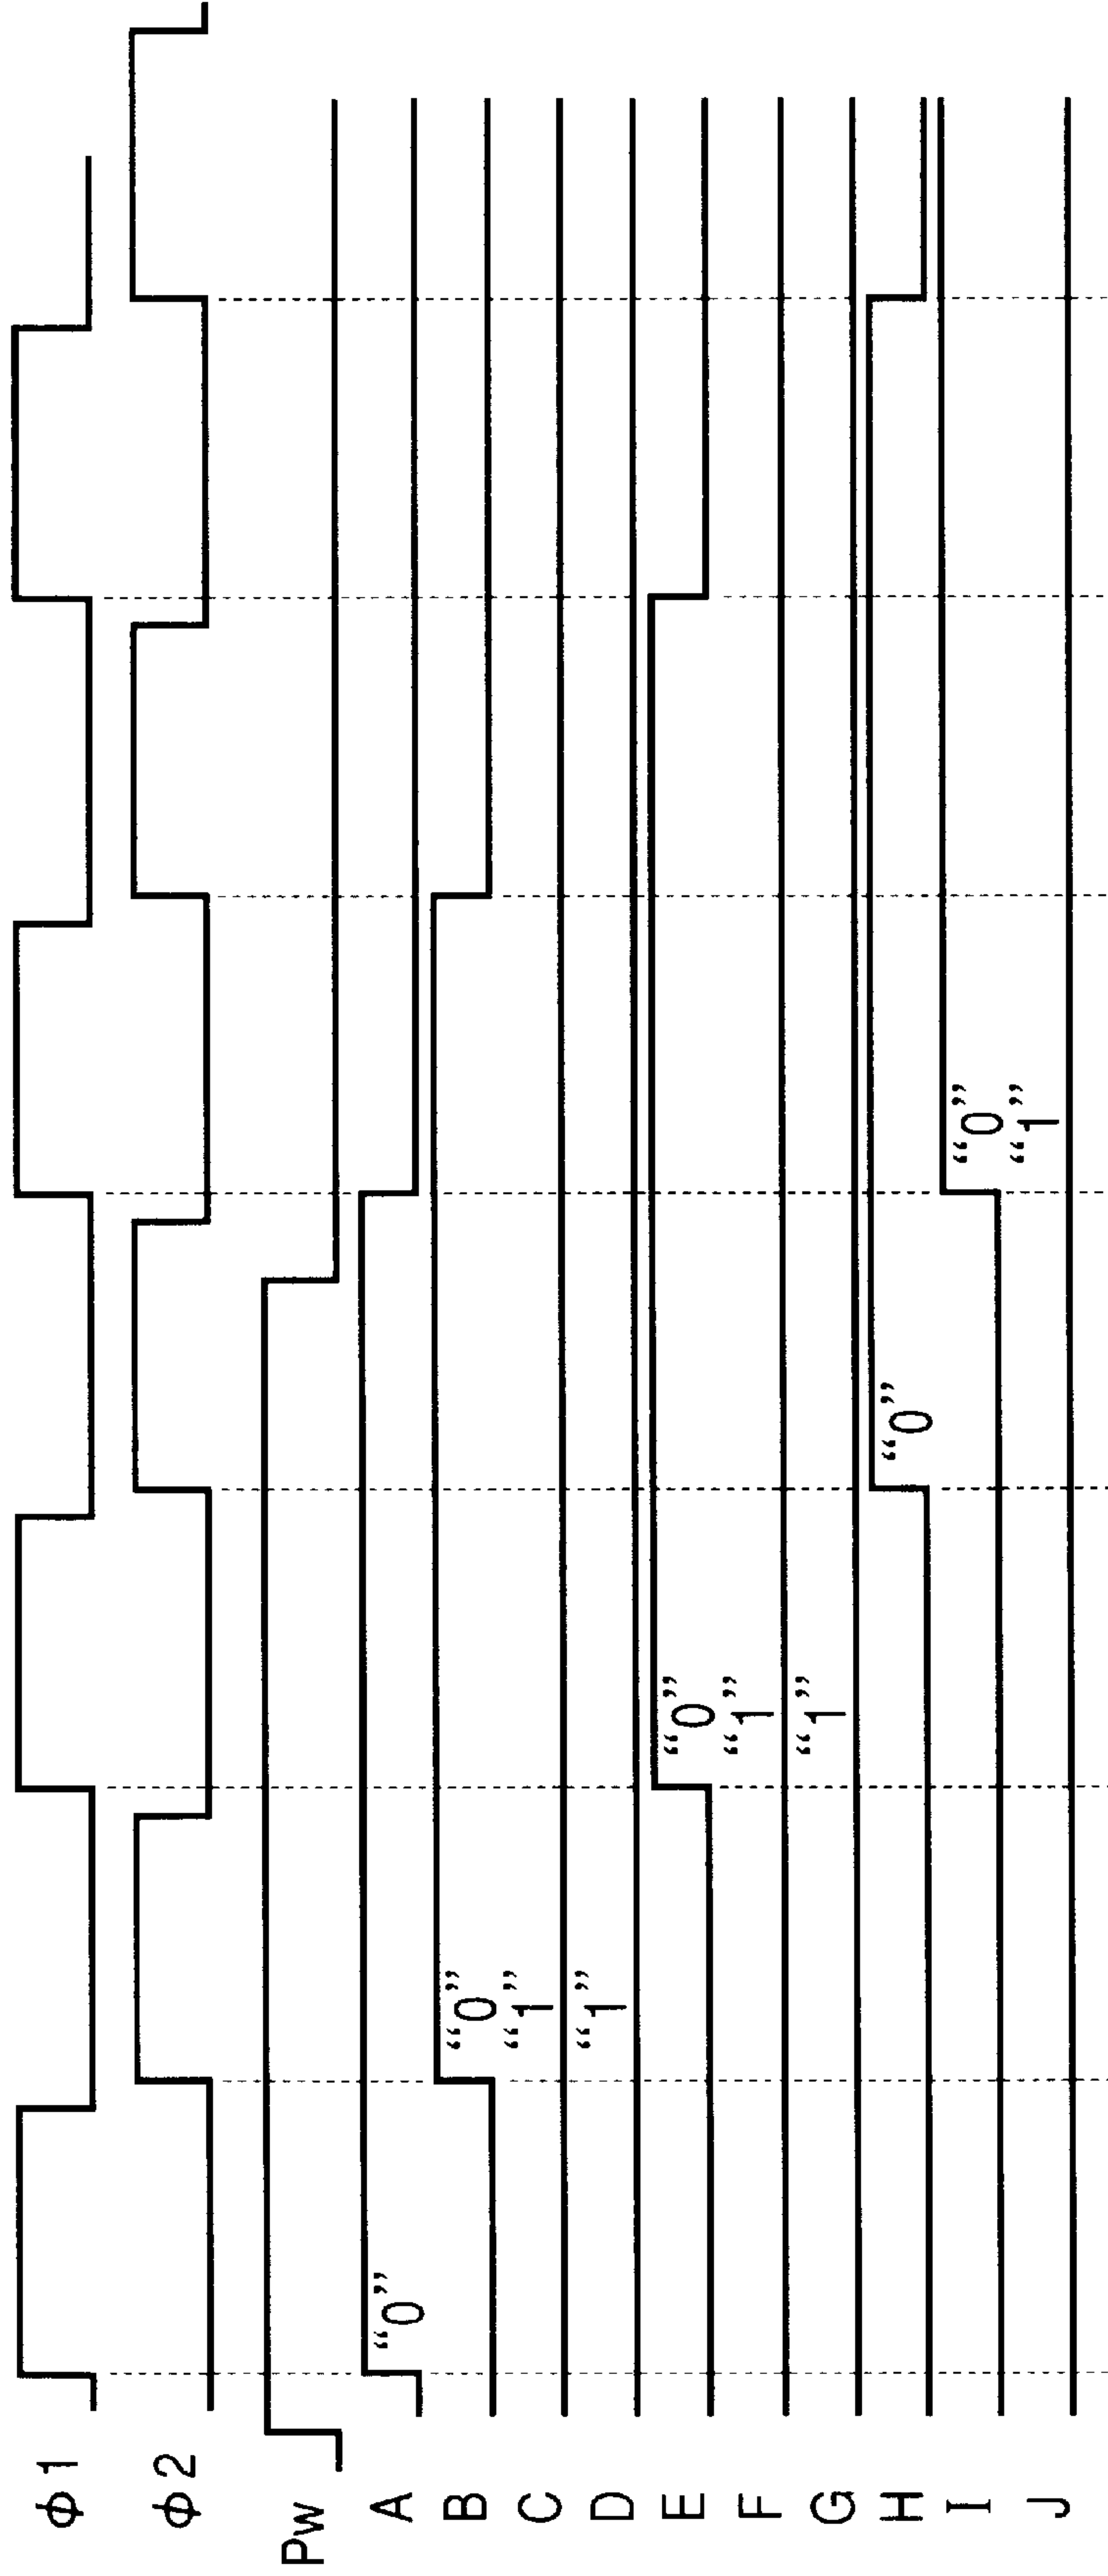 ϕ1
ϕ2
Pw
A "0"
B "0"
C "1"
D "1"
E "0"
F "1"
G "1"
H "0"
I "0"
J "1"